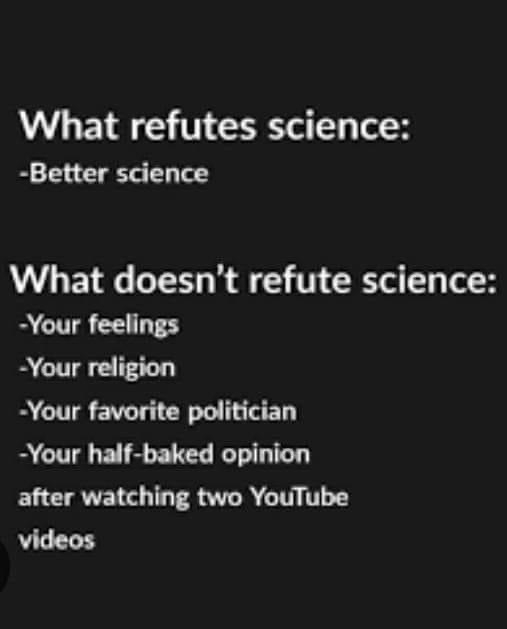 What refutes science:
-Better science
What doesn't refute science:
-Your feelings
-Your religion
-Your favorite politician
-Your half-baked opinion
after watching two YouTube
videos